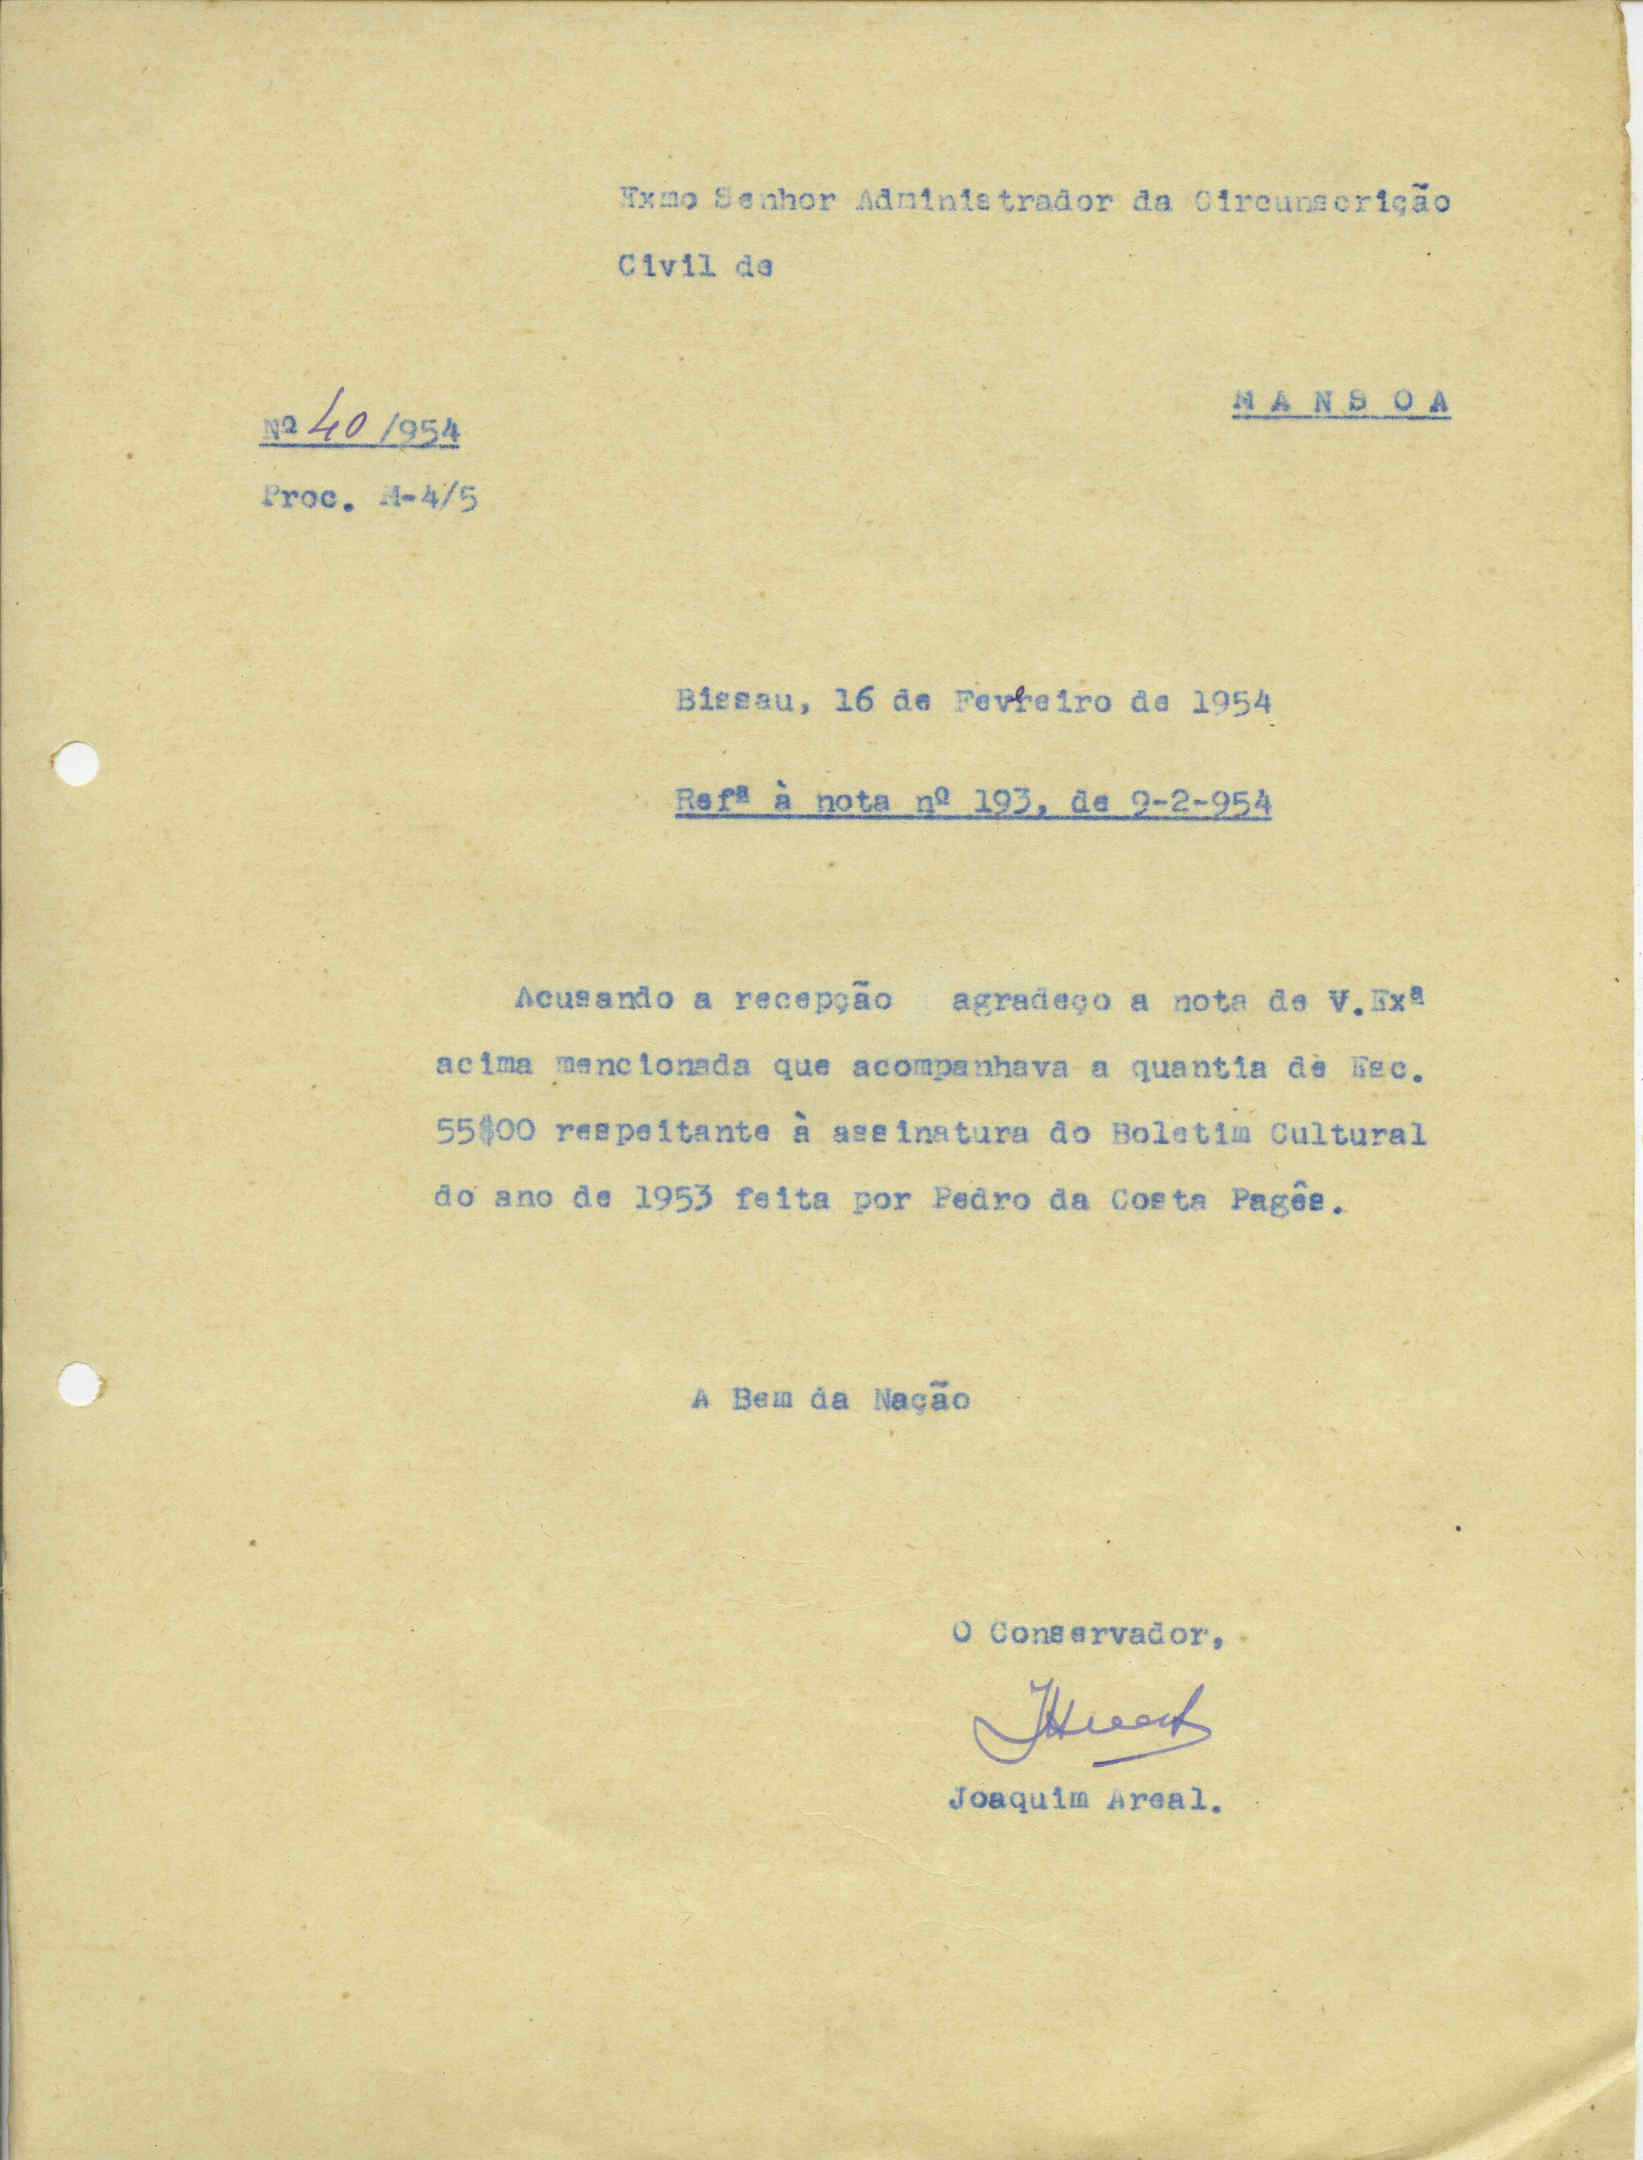 Exmo Senhor Administrador da Circunscrição
Civil de
M A N S O A
Nº 40 /954
Proc. M-4/5
Bissau, 16 de Fevereiro de 1954
Refª à nota nº 193, de 9-2-954
Acusando a recepção agradeço a nota de V.Exª
acima mencionada que acompanhava a quantia de Esc.
55$00 respeitante à assinatura do Boletim Cultural
do ano de 1953 feita por Pedro da Costa Pagês.
A Bem da Nação
O Conservador,
Joaquim Areal.